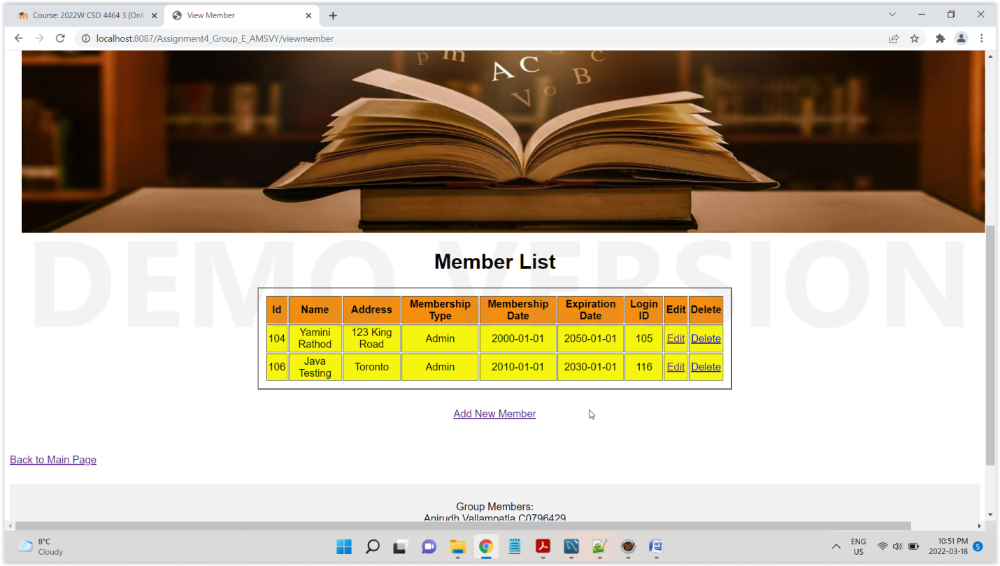 Course: 2022W CSD 4464 3 [Onli
View Member
localhost:8087/Assignment4_Group_E_AMSVY/viewmember
p m C
A C B
V o
DEMO VERSION
Member List
Id Name Address Membership Type Membership Date Expiration Date Login ID Edit Delete
104 Yamini Rathod 123 King Road Admin 2000-01-01 2050-01-01 105 Edit Delete
106 Java Testing Toronto Admin 2010-01-01 2030-01-01 116 Edit Delete
Add New Member
Back to Main Page
Group Members:
Anirudh Vallampatla C0796429
8°C
Cloudy
ENG
US
10:51 PM
2022-03-18
5